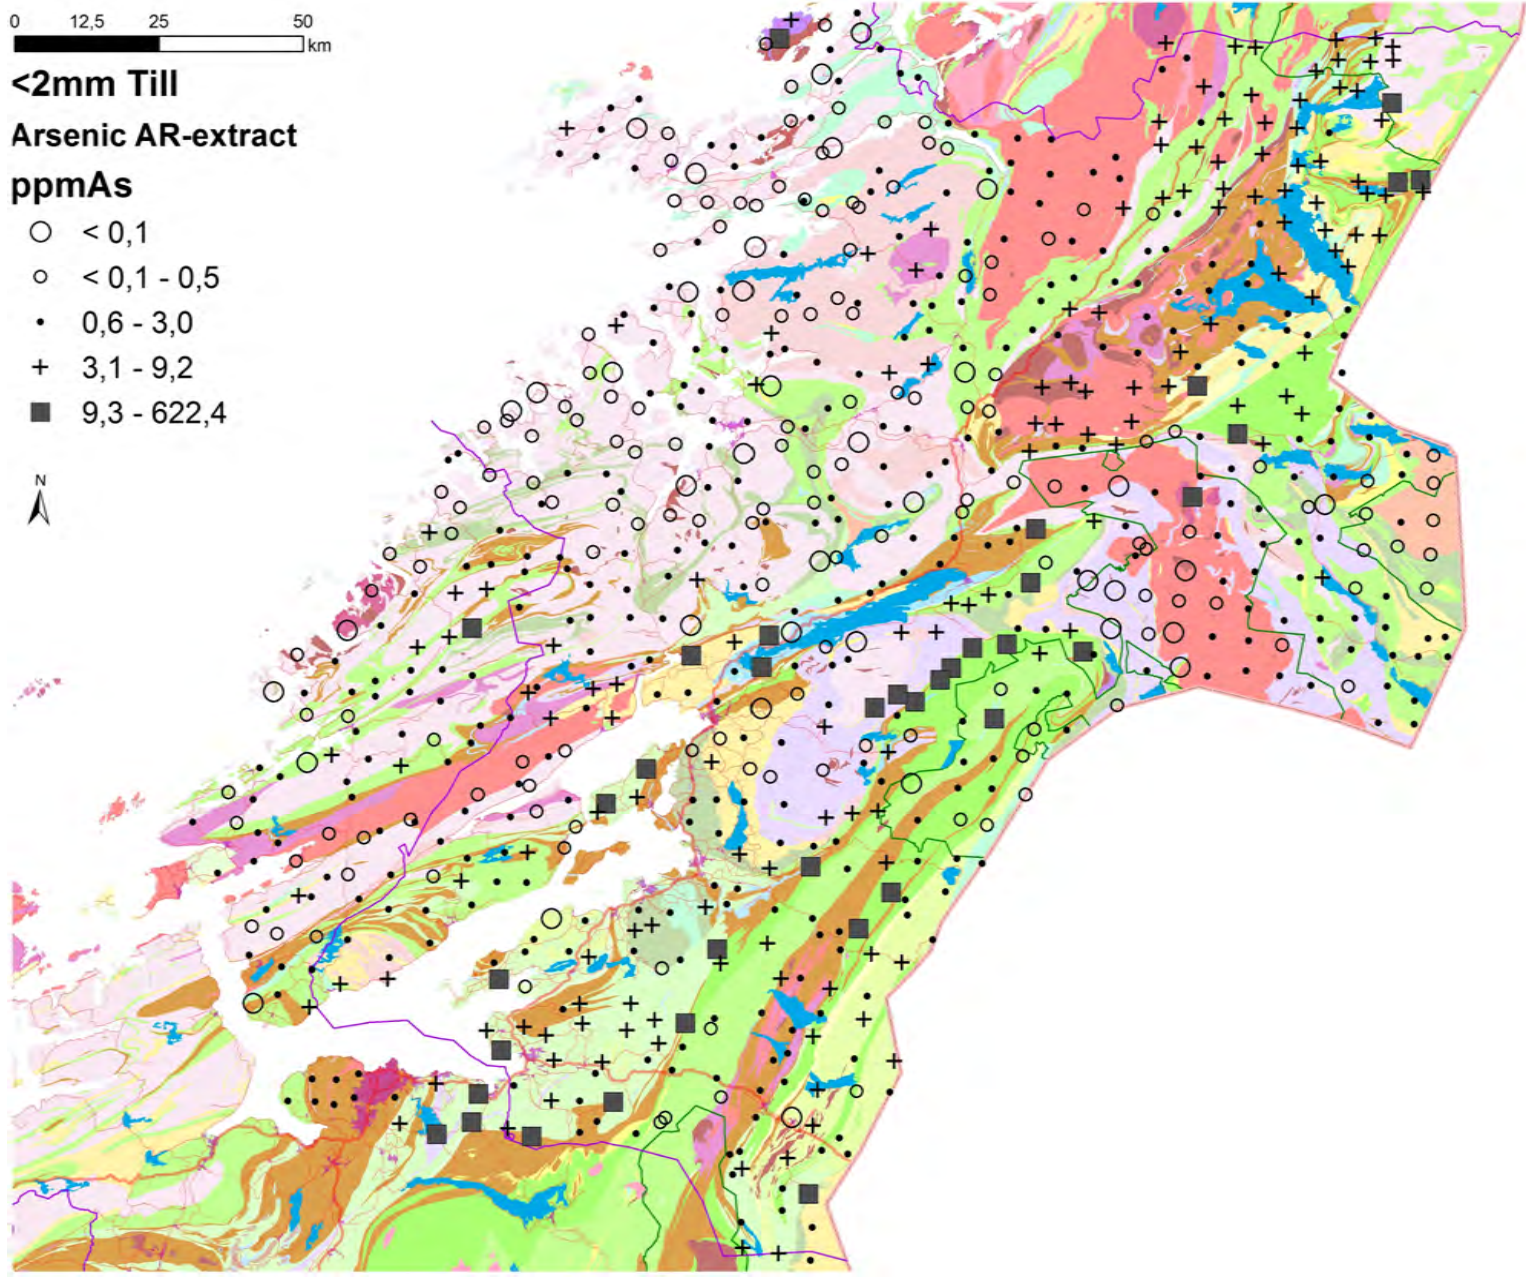 0 12,5 25 50
km
<2mm Till
Arsenic AR-extract
ppmAs
< 0,1
< 0,1 - 0,5
0,6 - 3,0
3,1 - 9,2
9,3 - 622,4
N